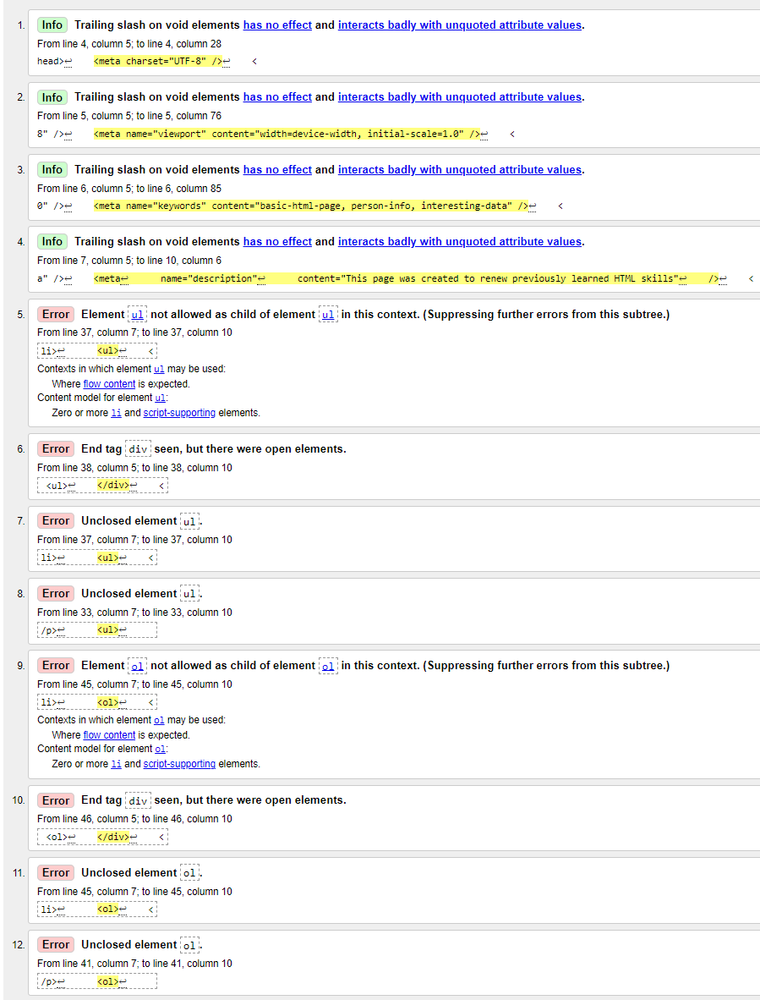 1. Info Trailing slash on void elements has no effect and interacts badly with unquoted attribute values.
From line 4, column 5; to line 4, column 28
head>↩    <meta charset="UTF-8" />↩    <
2. Info Trailing slash on void elements has no effect and interacts badly with unquoted attribute values.
From line 5, column 5; to line 5, column 76
8" />↩    <meta name="viewport" content="width=device-width, initial-scale=1.0" />↩    <
3. Info Trailing slash on void elements has no effect and interacts badly with unquoted attribute values.
From line 6, column 5; to line 6, column 85
0" />↩    <meta name="keywords" content="basic-html-page, person-info, interesting-data" />↩    <
4. Info Trailing slash on void elements has no effect and interacts badly with unquoted attribute values.
From line 7, column 5; to line 10, column 6
a" />↩    <meta↩      name="description"↩      content="This page was created to renew previously learned HTML skills"↩    />↩    <
5. Error Element ul not allowed as child of element ul in this context. (Suppressing further errors from this subtree.)
From line 37, column 7; to line 37, column 10
li>↩      <ul>↩    <
Contexts in which element ul may be used:
Where flow content is expected.
Content model for element ul:
Zero or more li and script-supporting elements.
6. Error End tag div seen, but there were open elements.
From line 38, column 5; to line 38, column 10
<ul>↩    </div>↩    <
7. Error Unclosed element ul.
From line 37, column 7; to line 37, column 10
li>↩      <ul>↩    <
8. Error Unclosed element ul.
From line 33, column 7; to line 33, column 10
/p>↩      <ul>↩
9. Error Element ol not allowed as child of element ol in this context. (Suppressing further errors from this subtree.)
From line 45, column 7; to line 45, column 10
li>↩      <ol>↩    <
Contexts in which element ol may be used:
Where flow content is expected.
Content model for element ol:
Zero or more li and script-supporting elements.
10. Error End tag div seen, but there were open elements.
From line 46, column 5; to line 46, column 10
<ol>↩    </div>↩    <
11. Error Unclosed element ol.
From line 45, column 7; to line 45, column 10
li>↩      <ol>↩    <
12. Error Unclosed element ol.
From line 41, column 7; to line 41, column 10
/p>↩      <ol>↩